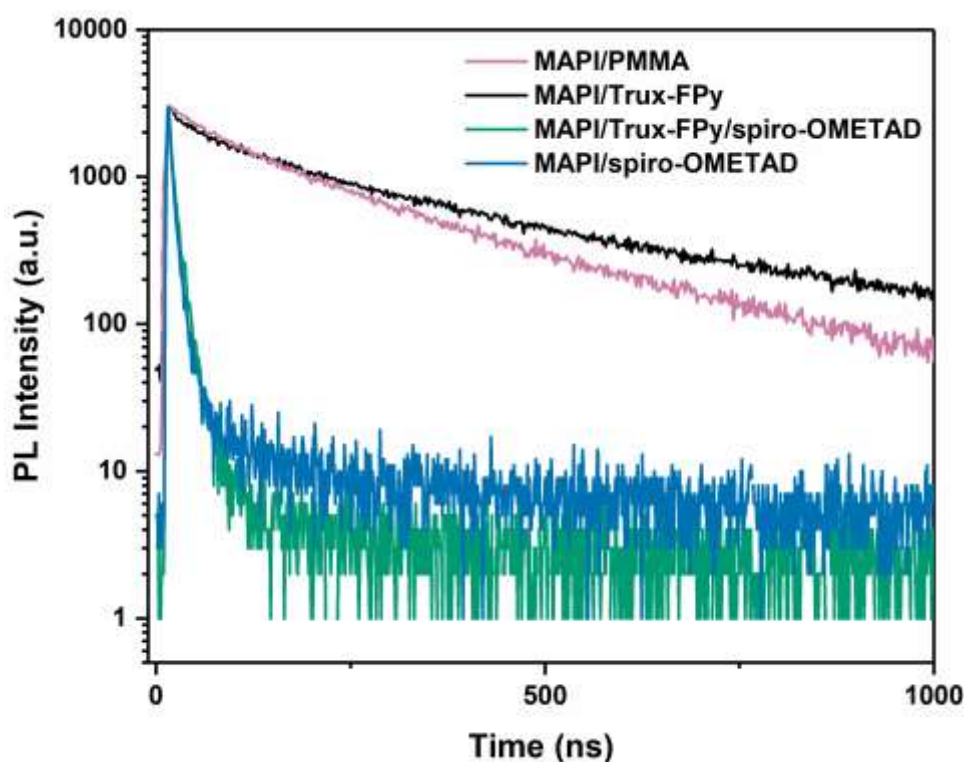 10000
1000
100
10
1
PL Intensity (a.u.)
MAPI/PMMA
MAPI/Trux-FPy
MAPI/Trux-FPy/spiro-OMETAD
MAPI/spiro-OMETAD
0
500
1000
Time (ns)